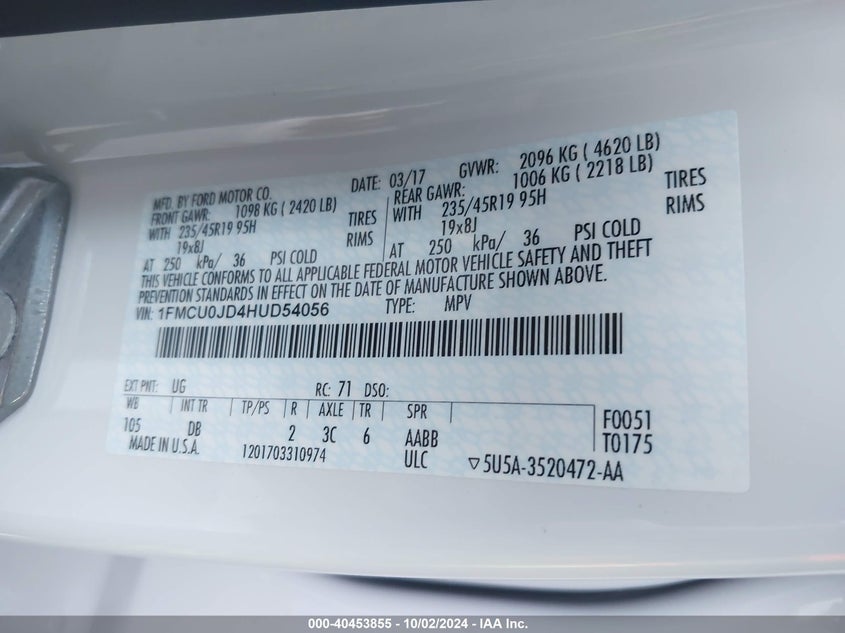 MFD. BY FORD MOTOR CO.
DATE: 03/17 GVWR: 2096 KG ( 4620 LB)
FRONT GAWR: 1098 KG ( 2420 LB)
WITH 235/45R19 95H TIRES
19x8J RIMS
AT 250 kPa/ 36 PSI COLD
REAR GAWR: 1006 KG ( 2218 LB)
WITH 235/45R19 95H TIRES
19x8J RIMS
AT 250 kPa/ 36 PSI COLD
THIS VEHICLE CONFORMS TO ALL APPLICABLE FEDERAL MOTOR VEHICLE SAFETY AND THEFT
PREVENTION STANDARDS IN EFFECT ON THE DATE OF MANUFACTURE SHOWN ABOVE.
VIN: 1FMCU0JD4HUD54056 TYPE: MPV
EXT PNT: UG RC: 71 DSO:
WB INT TR TP/PS R AXLE TR SPR F0051
105 DB 2 3C 6 AABB T0175
MADE IN U.S.A. 1201703310974 ULC ▽5U5A-3520472-AA
000-40453855 / 10/02/2024 - IAA Inc.